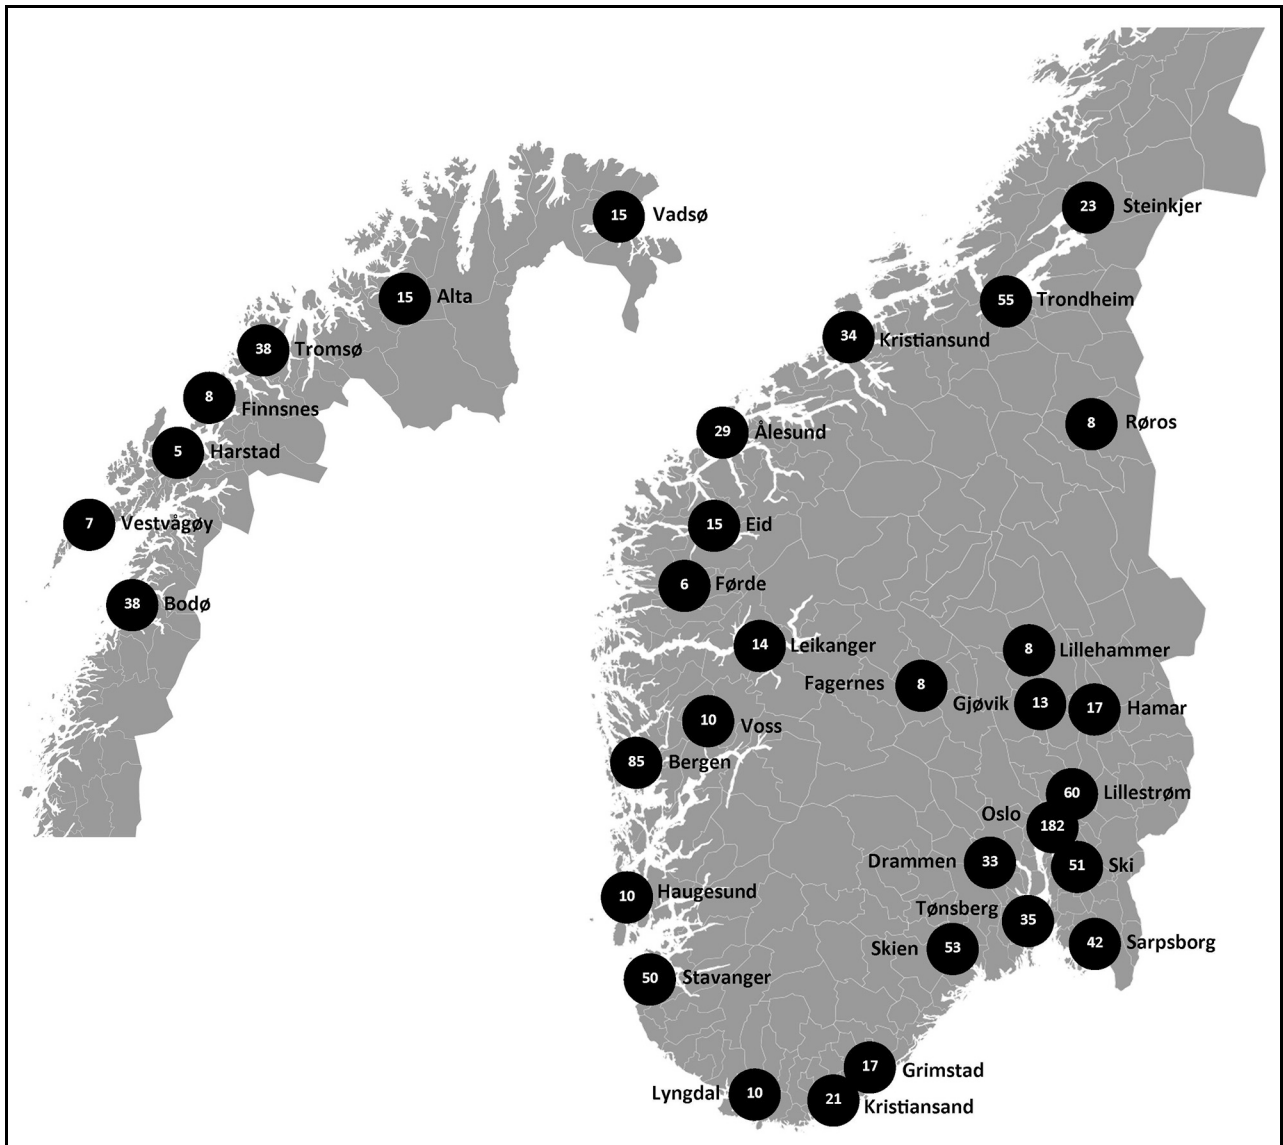 15 Vadsø
15 Alta
38 Tromsø
8 Finnsnes
5 Harstad
7 Vestvågøy
38 Bodø
23 Steinkjer
55 Trondheim
34 Kristiansund
8 Røros
29 Ålesund
15 Eid
6 Førde
14 Leikanger
8 Lillehammer
Fagernes 8
Gjøvik 13
17 Hamar
10 Voss
85 Bergen
60 Lillestrøm
Oslo 182
Drammen 33
51 Ski
10 Haugesund
Tønsberg 35
Skien 53
42 Sarpsborg
50 Stavanger
17 Grimstad
Lyngdal 10
21 Kristiansand